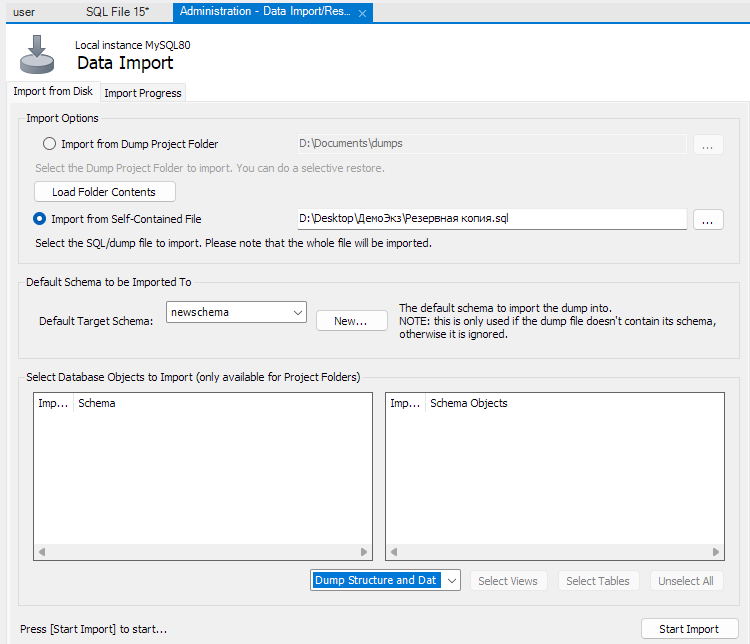 user
SQL File 15*
Administration - Data Import/Res...
Local instance MySQL80
Data Import
Import from Disk
Import Progress
Import Options
Import from Dump Project Folder
D:\Documents\dumps
...
Select the Dump Project Folder to import. You can do a selective restore.
Load Folder Contents
Import from Self-Contained File
D:\Desktop\ДемоЭкз\Резервная копия.sql
...
Select the SQL/dump file to import. Please note that the whole file will be imported.
Default Schema to be Imported To
Default Target Schema:
newschema
New...
The default schema to import the dump into.
NOTE: this is only used if the dump file doesn't contain its schema,
otherwise it is ignored.
Select Database Objects to Import (only available for Project Folders)
Imp...
Schema
Imp...
Schema Objects
Dump Structure and Dat
Select Views
Select Tables
Unselect All
Press [Start Import] to start...
Start Import